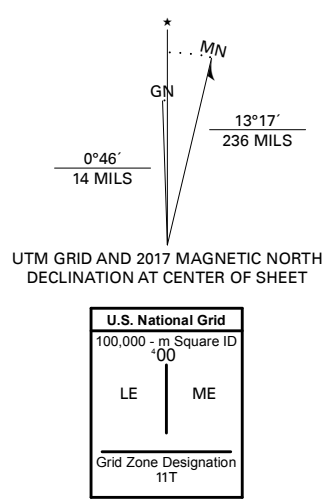 ★
MN
GN
13°17´
236 MILS
0°46´
14 MILS
UTM GRID AND 2017 MAGNETIC NORTH
DECLINATION AT CENTER OF SHEET
U.S. National Grid
100,000 - m Square ID
⁴00
LE ME
Grid Zone Designation
11T